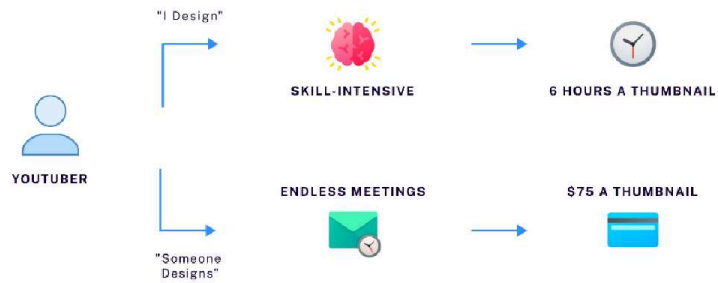 "I Design"
SKILL-INTENSIVE
6 HOURS A THUMBNAIL
YOUTUBER
ENDLESS MEETINGS
$75 A THUMBNAIL
"Someone
Designs"